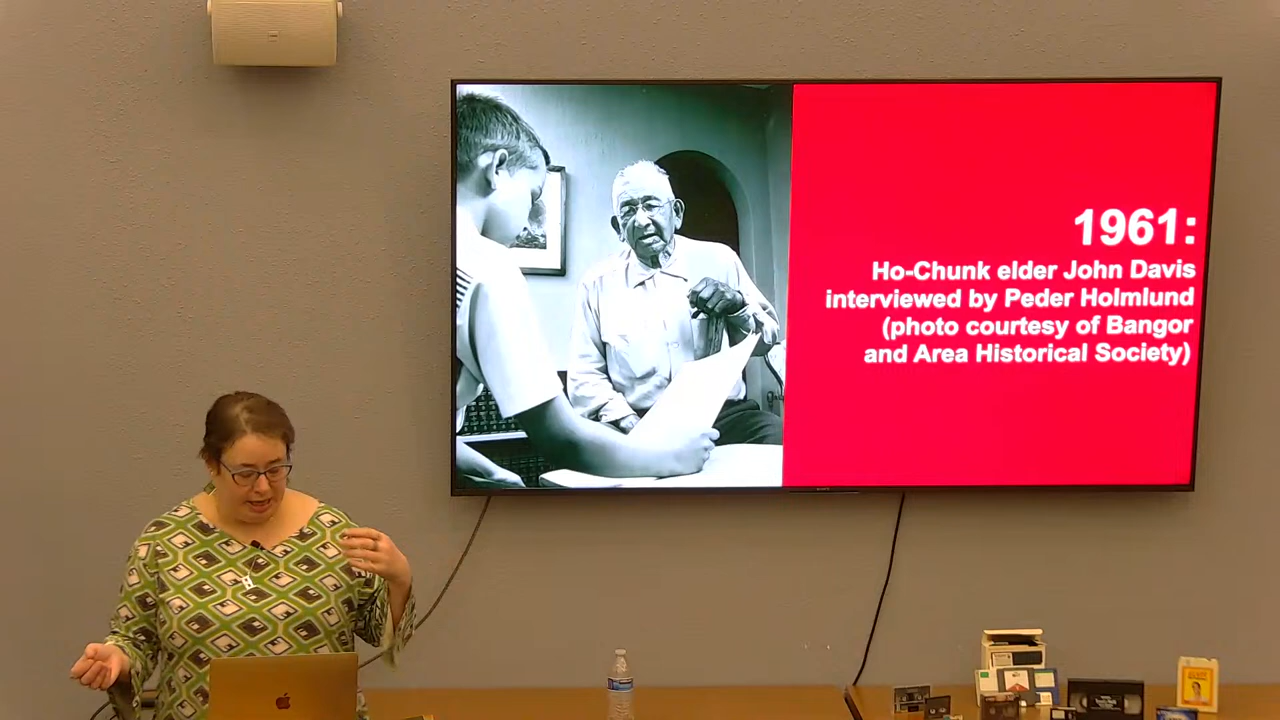 1961:
Ho-Chunk elder John Davis
interviewed by Peder Holmlund
(photo courtesy of Bangor
and Area Historical Society)